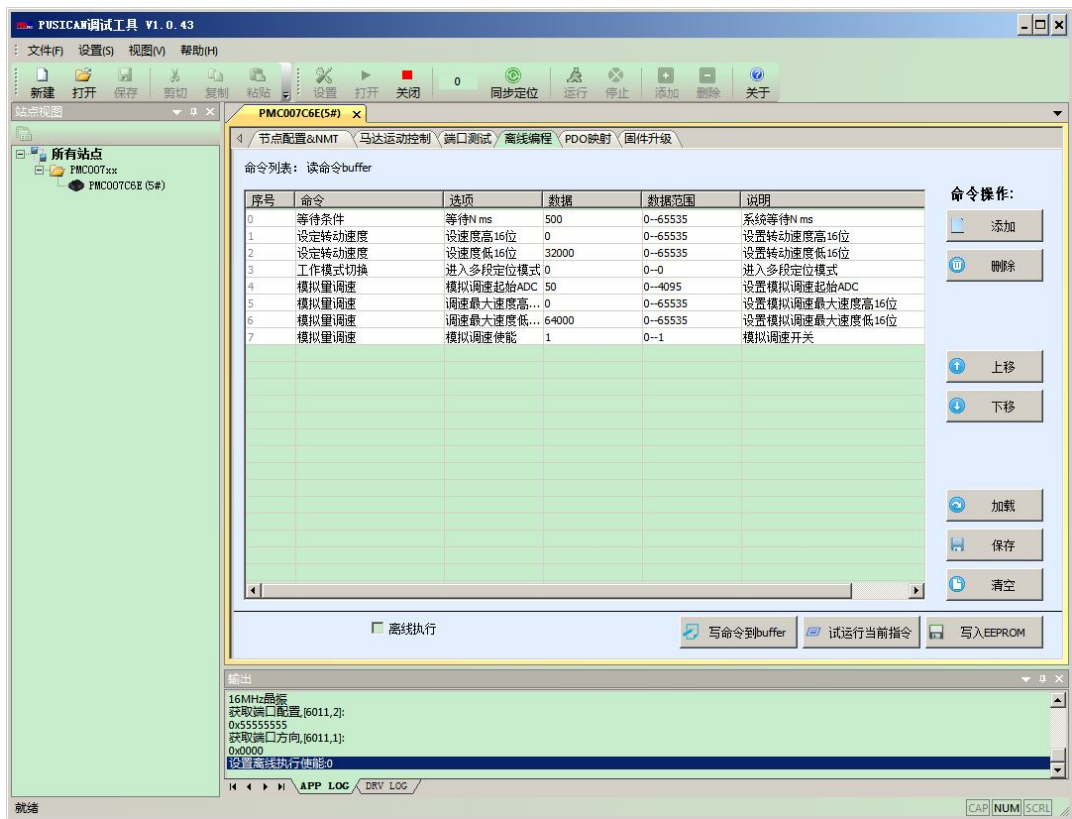 PUSICAN调试工具 V1.0.43
文件(F) 设置(S) 视图(V) 帮助(H)
新建 打开 保存 剪切 复制 粘贴 设置 打开 关闭 0 同步定位 运行 停止 添加 删除 关于
站点视图
所有站点
PMC007xx
PMC007C6E(5#)
PMC007C6E(5#) x
节点配置&NMT 马达运动控制 端口测试 离线编程 PDO映射 固件升级
命令列表: 读命令buffer
序号 命令 选项 数据 数据范围 说明
0 等待条件 等待N ms 500 0--65535 系统等待N ms
1 设定转动速度 设速度高16位 0 0--65535 设置转动速度高16位
2 设定转动速度 设速度低16位 32000 0--65535 设置转动速度低16位
3 工作模式切换 进入多段定位模式 0 0--0 进入多段定位模式
4 模拟量调速 模拟调速起始ADC 50 0--4095 设置模拟调速起始ADC
5 模拟量调速 调速最大速度高... 0 0--65535 设置模拟调速最大速度高16位
6 模拟量调速 调速最大速度低... 64000 0--65535 设置模拟调速最大速度低16位
7 模拟量调速 模拟调速使能 1 0--1 模拟调速开关
命令操作:
添加
删除
上移
下移
加载
保存
清空
离线执行 写命令到buffer 试运行当前指令 写入EEPROM
输出
16MHz晶振
获取端口配置,[6011,2]:
0x55555555
获取端口方向,[6011,1]:
0x0000
设置离线执行使能:0
APP LOG DRV LOG
就绪 CAP NUM SCRL